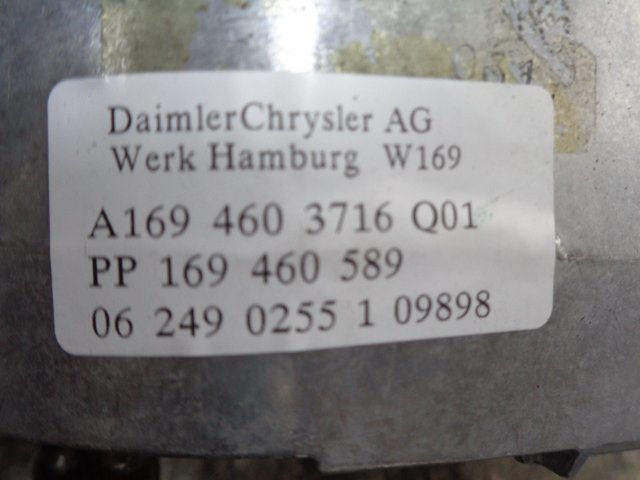 DaimlerChrysler AG
Werk Hamburg W169
A169 460 3716 Q01
PP 169 460 589
06 249 0255 1 09898